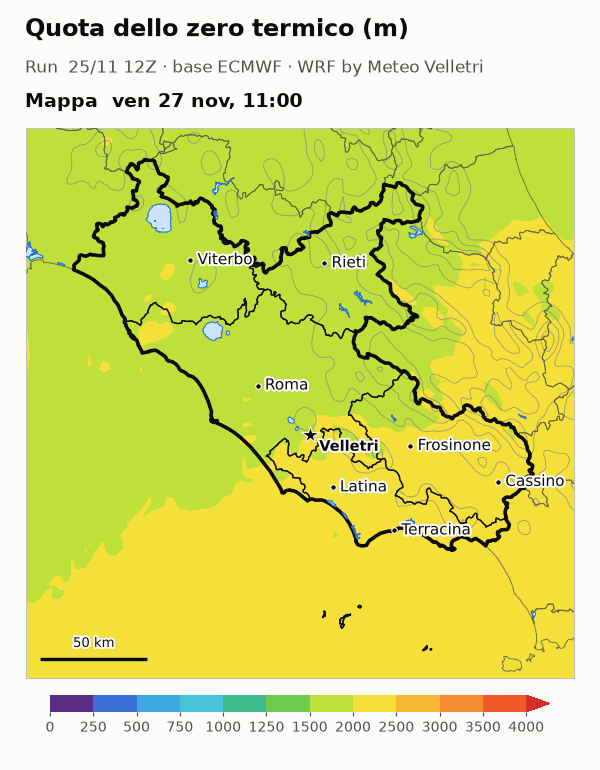 Quota dello zero termico (m)
Run 25/11 12Z · base ECMWF · WRF by Meteo Velletri
Mappa ven 27 nov, 11:00
Viterbo
Rieti
Roma
Velletri
Frosinone
Latina
Cassino
Terracina
50 km
0 250 500 750 1000 1250 1500 2000 2500 3000 3500 4000